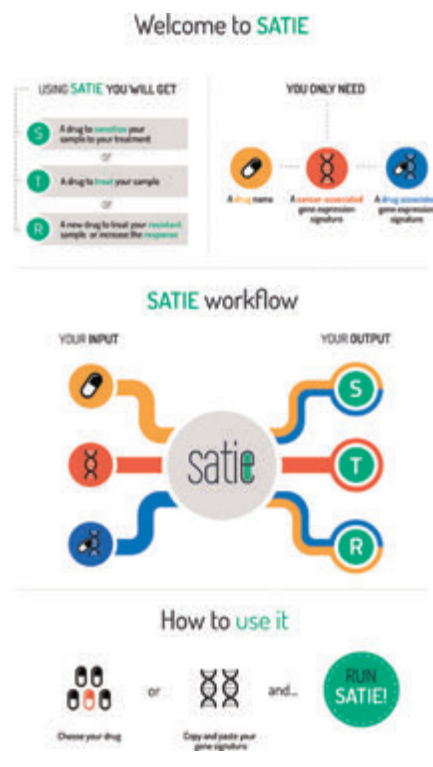 Welcome to SATIE
USING SATIE YOU WILL GET
S
A drug to sensitize your
sample to your treatment
or
T
A drug to treat your sample
or
R
A new drug to treat your resistant
sample or increase the response
YOU ONLY NEED
A drug name
A cancer-associated
gene expression
signature
A drug associated
gene expression
signature
SATIE workflow
YOUR INPUT
YOUR OUTPUT
satie
S
T
R
How to use it
Choose your drug
or
Copy and paste your
gene signature
and...
RUN
SATIE!